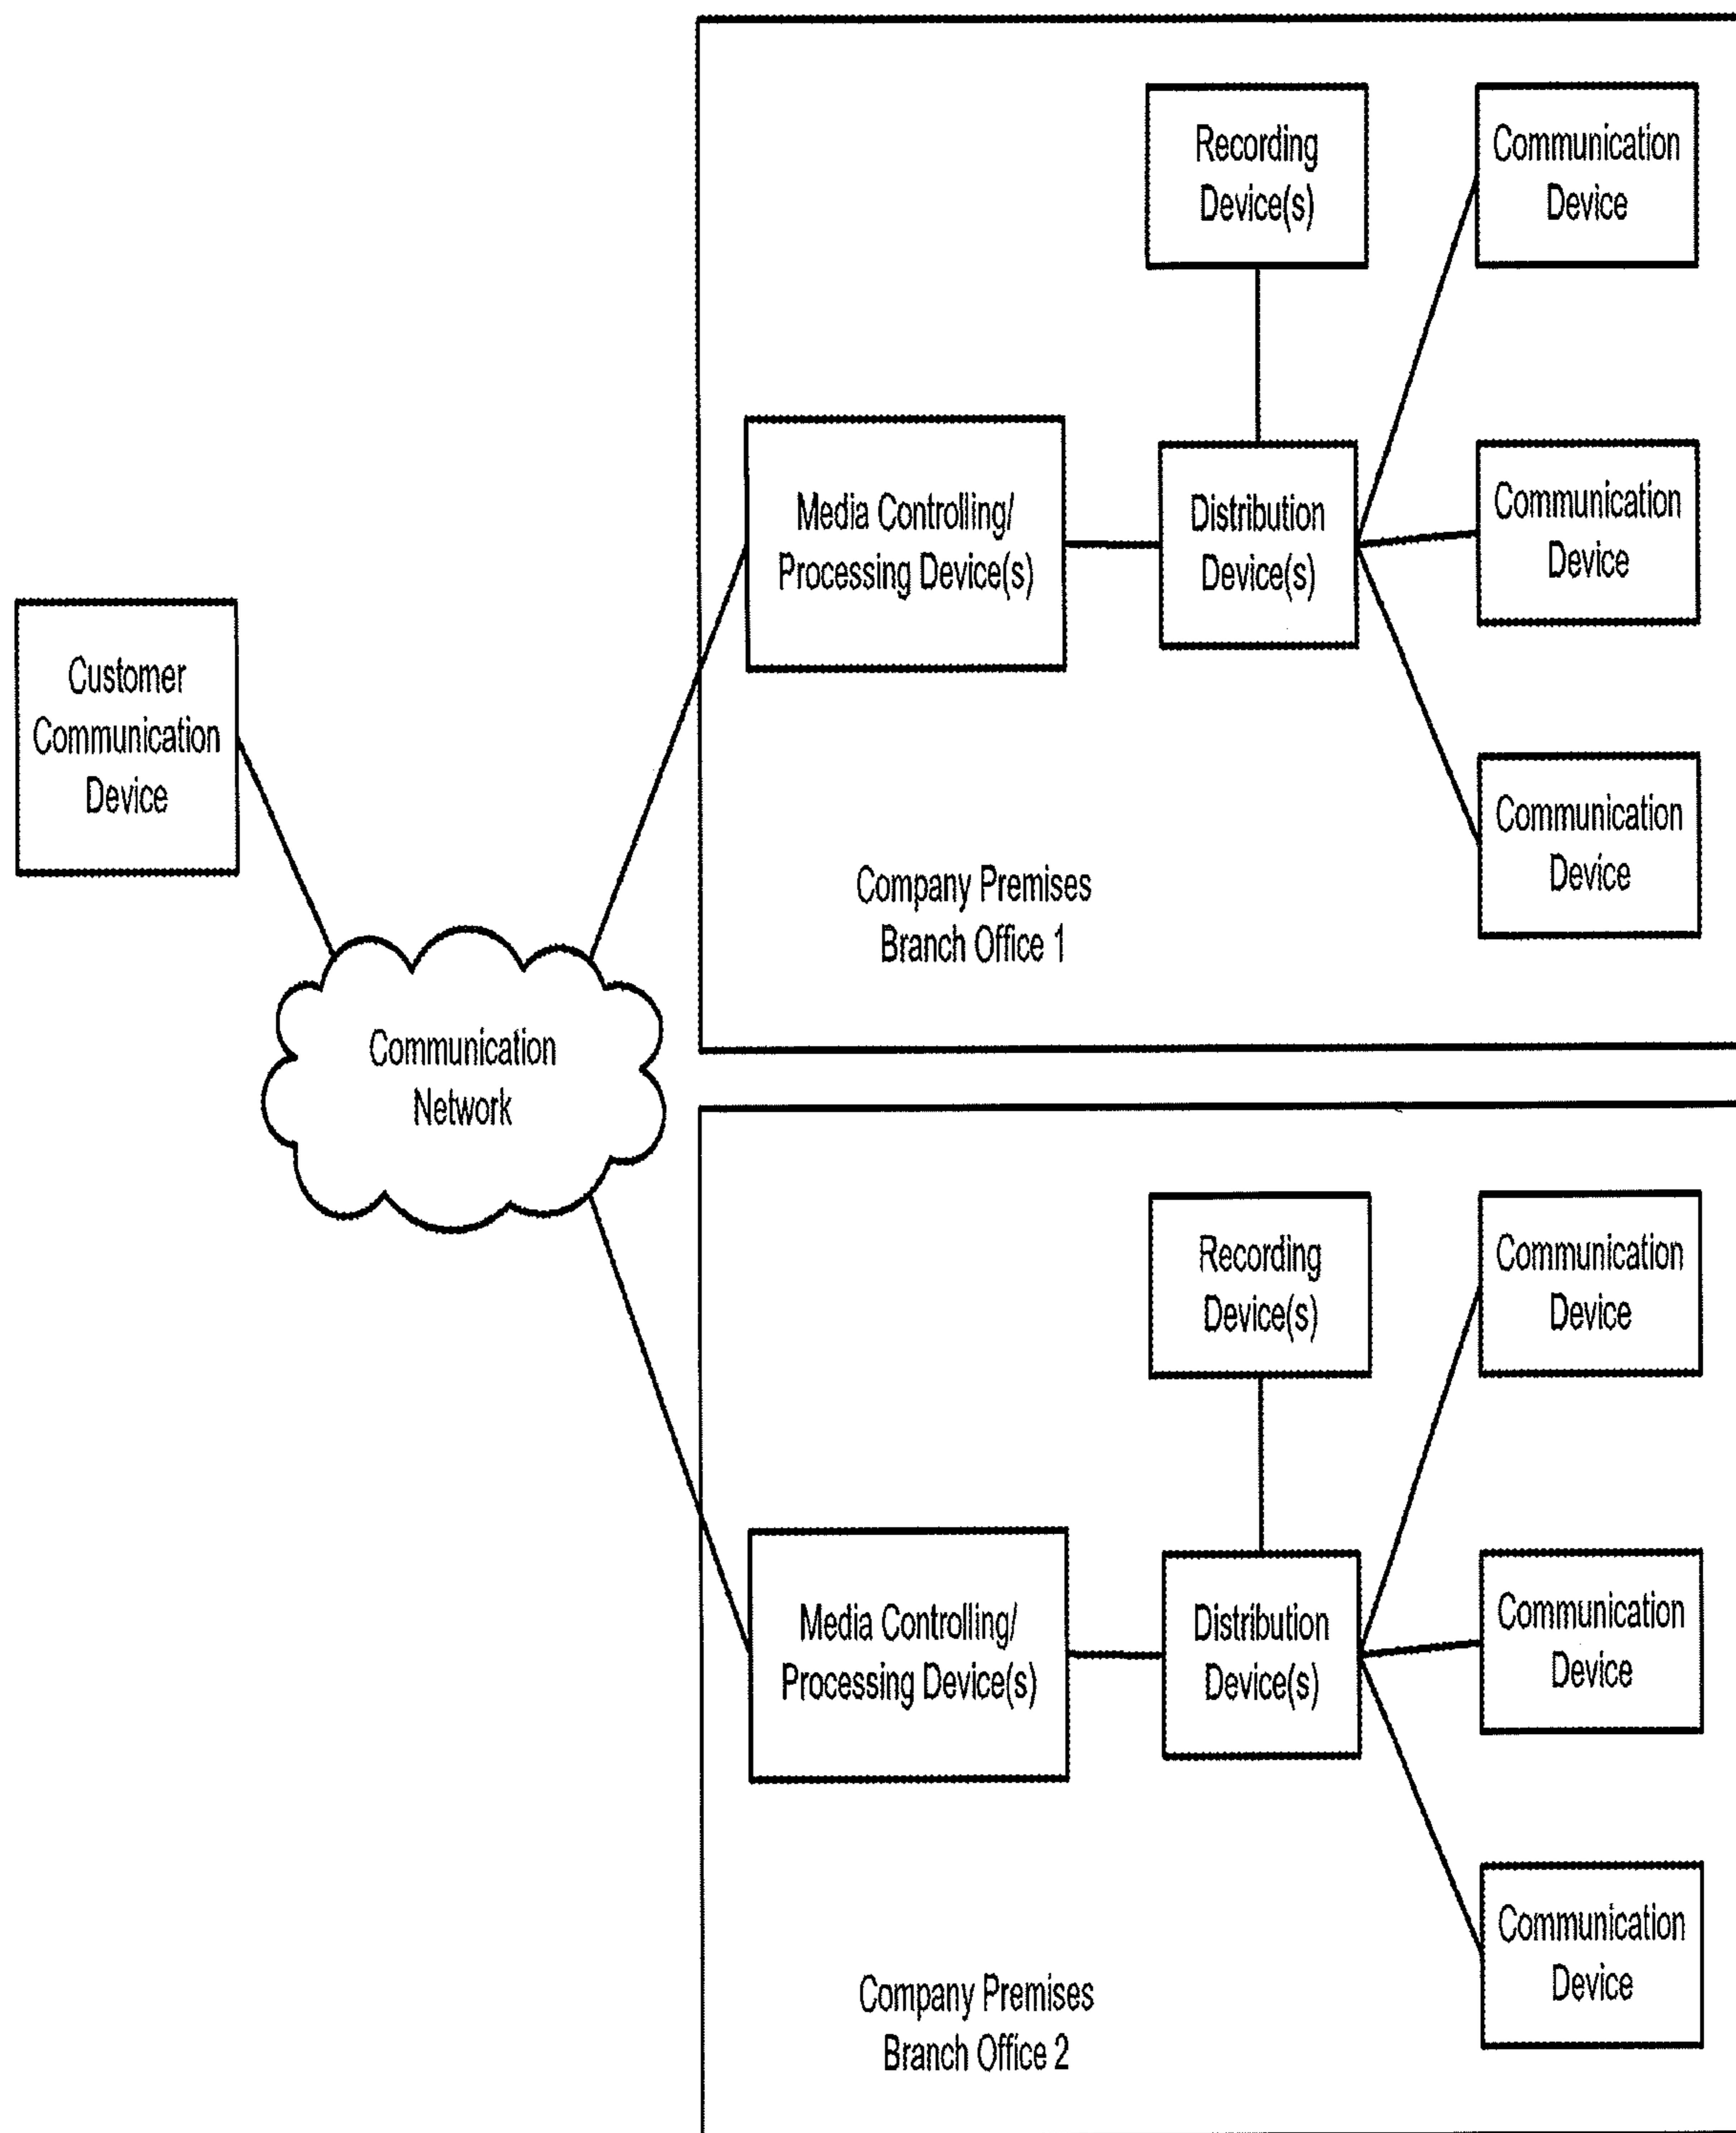 Recording
Device(s)
Communication
Device
Media Controlling/
Processing Device(s)
Distribution
Device(s)
Communication
Device
Customer
Communication
Device
Communication
Device
Company Premises
Branch Office 1
Communication
Network
Recording
Device(s)
Communication
Device
Media Controlling/
Processing Device(s)
Distribution
Device(s)
Communication
Device
Communication
Device
Company Premises
Branch Office 2